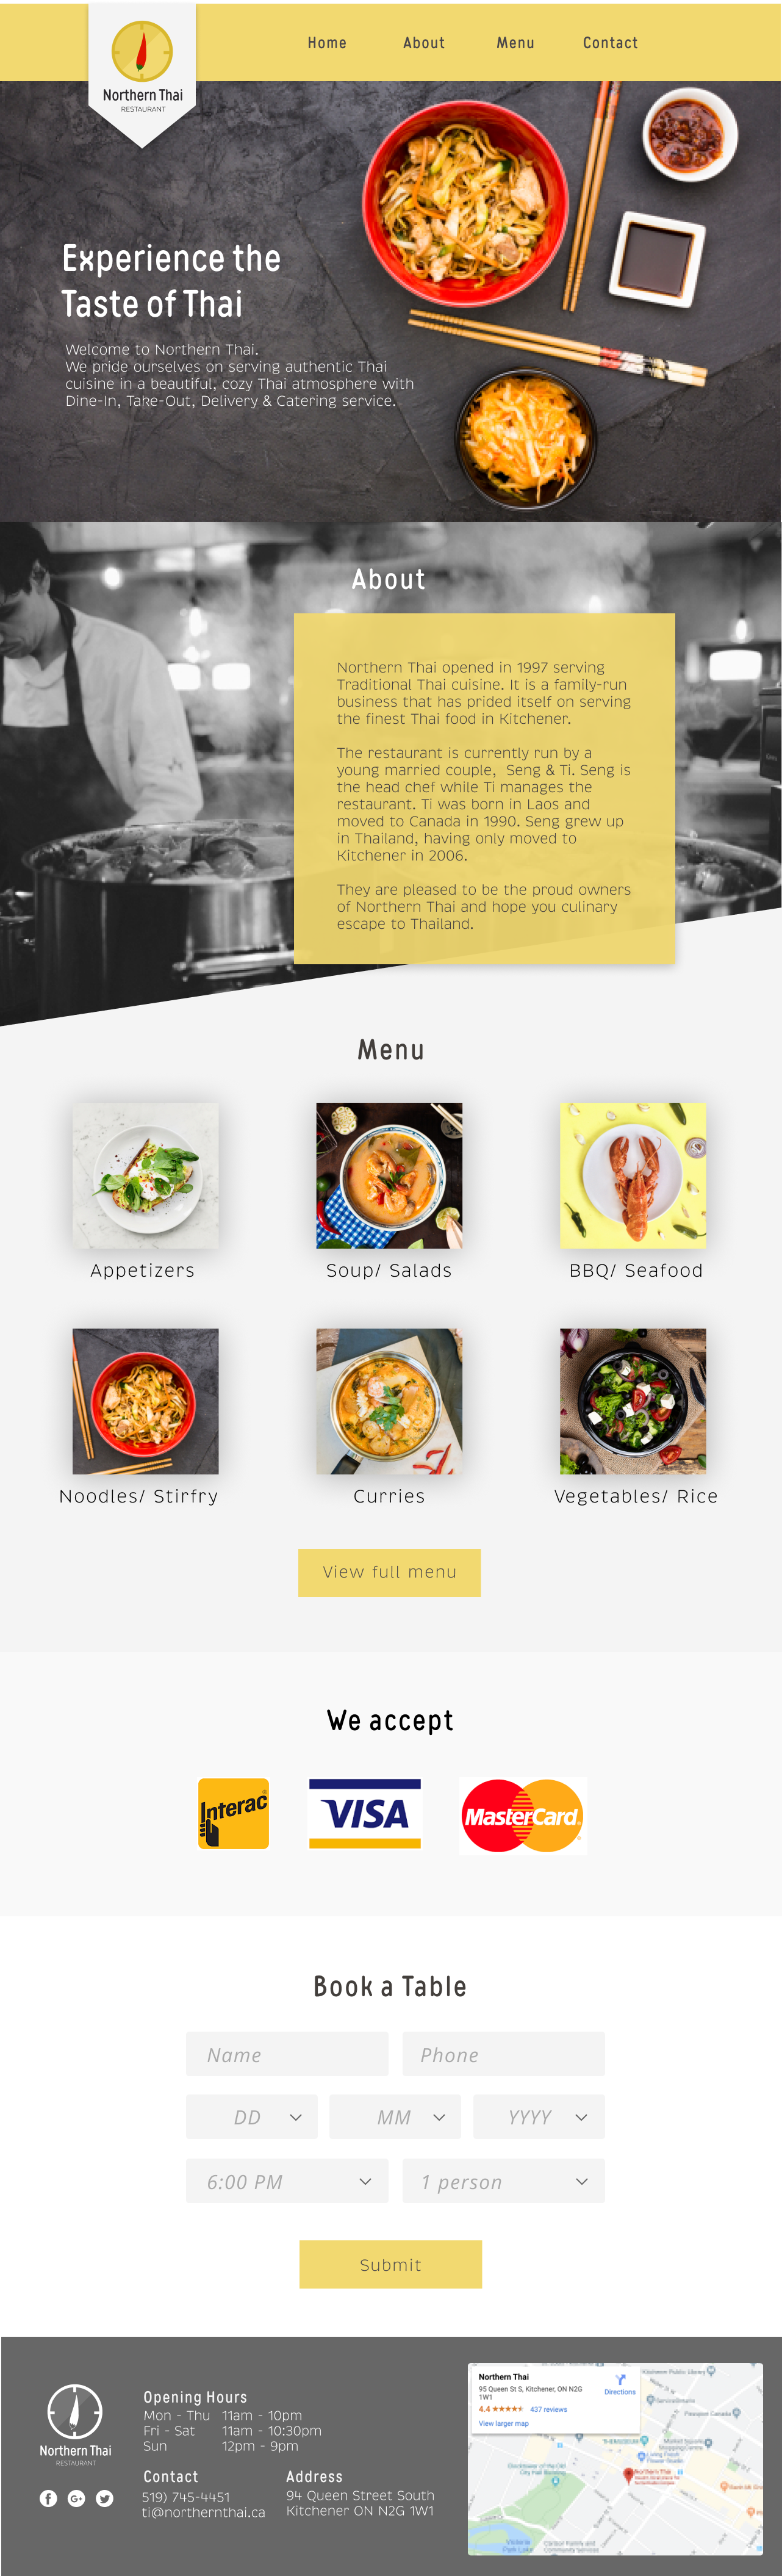 Home About Menu Contact
Northern Thai
RESTAURANT
Experience the
Taste of Thai
Welcome to Northern Thai.
We pride ourselves on serving authentic Thai
cuisine in a beautiful, cozy Thai atmosphere with
Dine-In, Take-Out, Delivery & Catering service.
About
Northern Thai opened in 1997 serving
Traditional Thai cuisine. It is a family-run
business that has prided itself on serving
the finest Thai food in Kitchener.
The restaurant is currently run by a
young married couple, Seng & Ti. Seng is
the head chef while Ti manages the
restaurant. Ti was born in Laos and
moved to Canada in 1990. Seng grew up
in Thailand, having only moved to
Kitchener in 2006.
They are pleased to be the proud owners
of Northern Thai and hope you culinary
escape to Thailand.
Menu
Appetizers
Soup/ Salads
BBQ/ Seafood
Noodles/ Stirfry
Curries
Vegetables/ Rice
View full menu
We accept
Interac
VISA
MasterCard
Book a Table
Name
Phone
DD
MM
YYYY
6:00 PM
1 person
Submit
Northern Thai
RESTAURANT
Opening Hours
Mon - Thu 11am - 10pm
Fri - Sat 11am - 10:30pm
Sun 12pm - 9pm
Contact
519) 745-4451
ti@northernthai.ca
Address
94 Queen Street South
Kitchener ON N2G 1W1
Northern Thai
95 Queen St S, Kitchener, ON N2G
1W1
Directions
4.4 437 reviews
View larger map
Kitchener Public Library